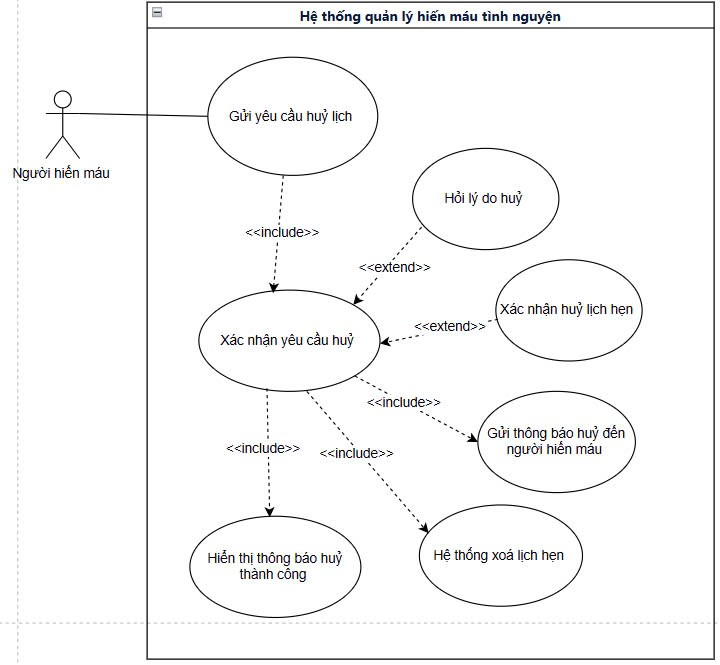 Hệ thống quản lý hiến máu tình nguyện
Gửi yêu cầu huỷ lịch
Người hiến máu
Hỏi lý do huỷ
<<include>>
<<extend>>
Xác nhận huỷ lịch hẹn
<<extend>>
Xác nhận yêu cầu huỷ
<<include>>
Gửi thông báo huỷ đến
người hiến máu
<<include>>
<<include>>
Hiển thị thông báo huỷ
thành công
Hệ thống xoá lịch hẹn